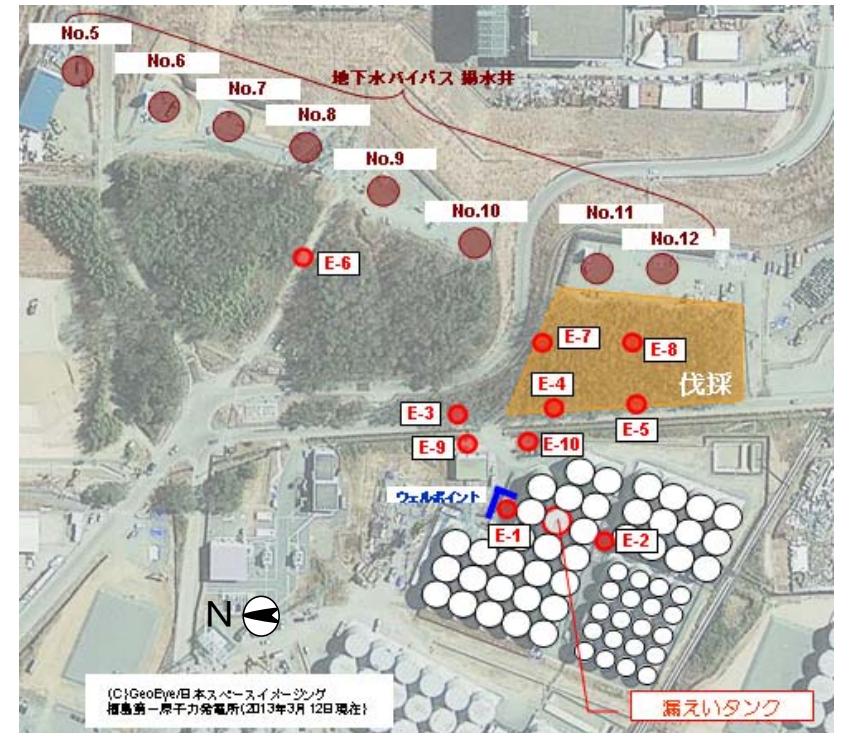 No.5
No.6
No.7
地下水バイパス 揚水井
No.8
No.9
No.10
No.11
No.12
E-6
E-7
E-8
伐採
E-4
E-3
E-5
E-9
E-10
ウェルポイント
E-1
E-2
N
(C)GeoEye/日本スペースイメージング
福島第一原子力発電所(2013年3月12日現在)
漏えいタンク